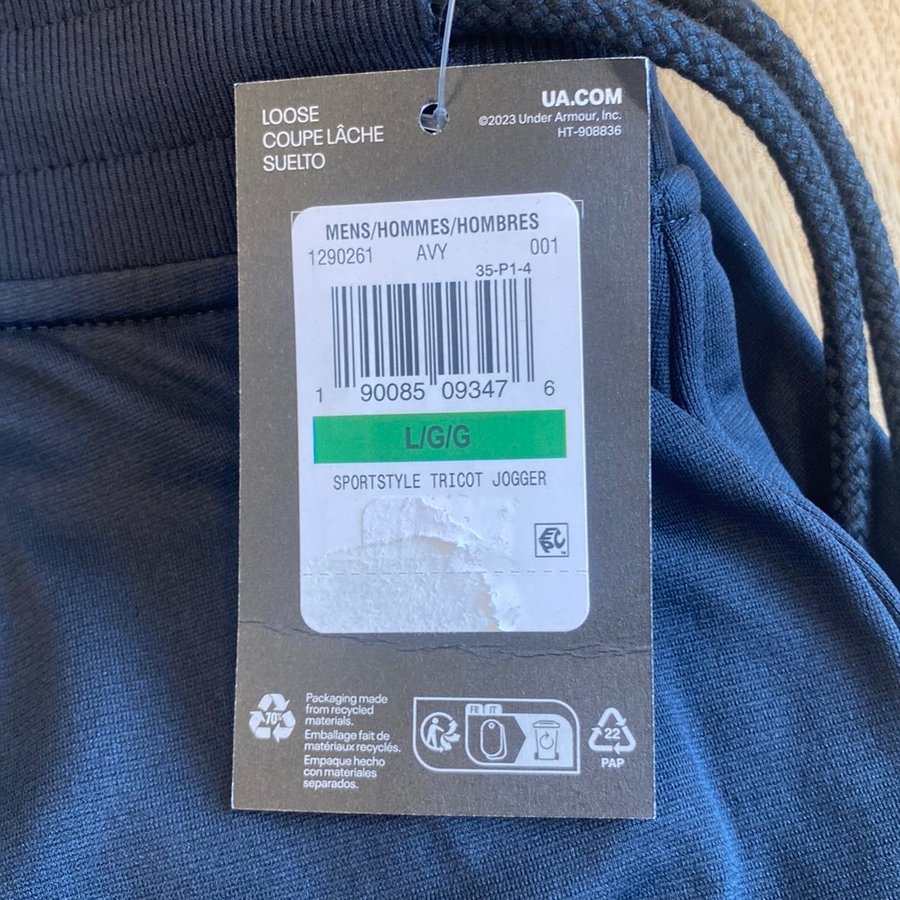 LOOSE
COUPE LÂCHE
SUELTO
UA.COM
©2023 Under Armour, Inc.
HT-908836
MENS/HOMMES/HOMBRES
1290261 AVY 001
35-P1-4
1 90085 09347 6
L/G/G
SPORTSTYLE TRICOT JOGGER
EPC
70%
Packaging made
from recycled
materials.
Emballage fait de
matériaux recyclés.
Empaque hecho
con materiales
separados.
FR IT
22
PAP